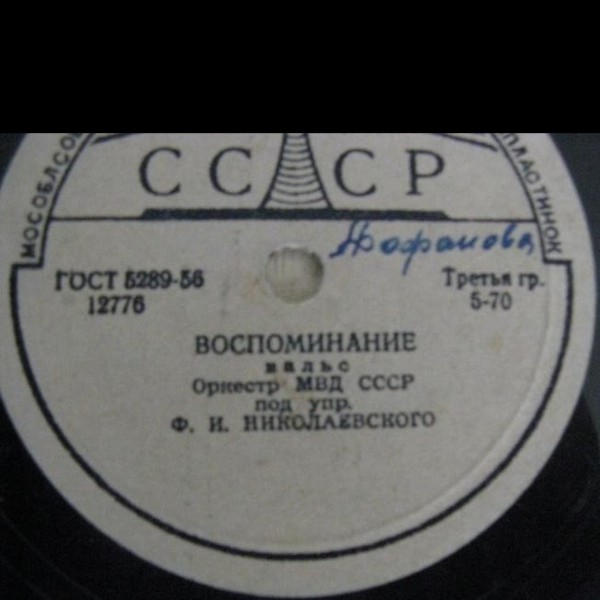 МОСОБЛСО
ПЛАСТИНОК
СССР
ГОСТ 5289-56
12776
Третья гр.
5-70
ВОСПОМИНАНИЕ
вальс
Оркестр МВД СССР
под упр.
Ф. И. НИКОЛАЕВСКОГО